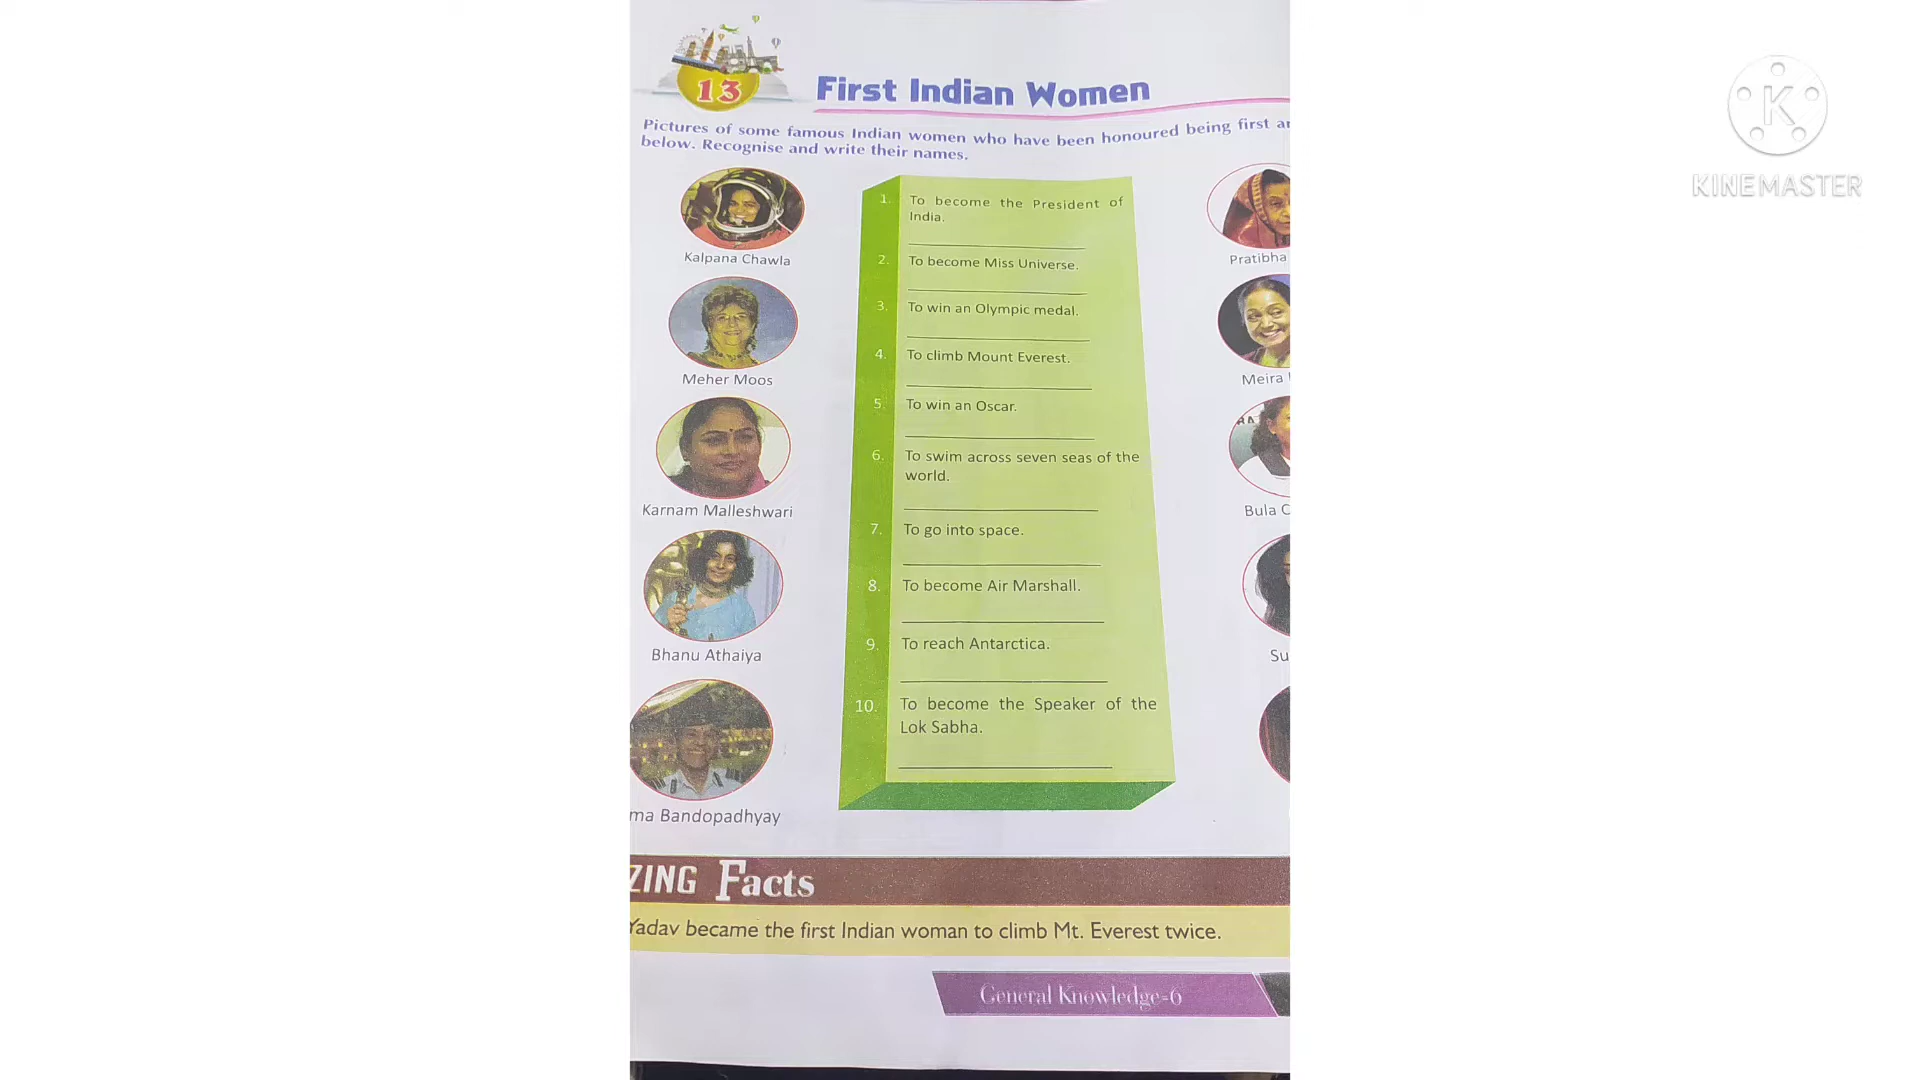 13
First Indian Women
Pictures of some famous Indian women who have been honoured being first
below. Recognise and write their names.
KINEMASTER
Kalpana Chawla
Meher Moos
Karnam Malleshwari
Bhanu Athaiya
Bandopadhyay
1. To become the President of
India.
2. To become Miss Universe.
3. To win an Olympic medal.
4. To climb Mount Everest.
5. To win an Oscar.
6. To swim across seven seas of the
world.
7. To go into space.
8. To become Air Marshall.
9. To reach Antarctica.
10. To become the Speaker of the
Lok Sabha.
Pratibha
Meira
Bula
Facts
Yadav became the first Indian woman to climb Mt. Everest twice.
General Knowledge-6